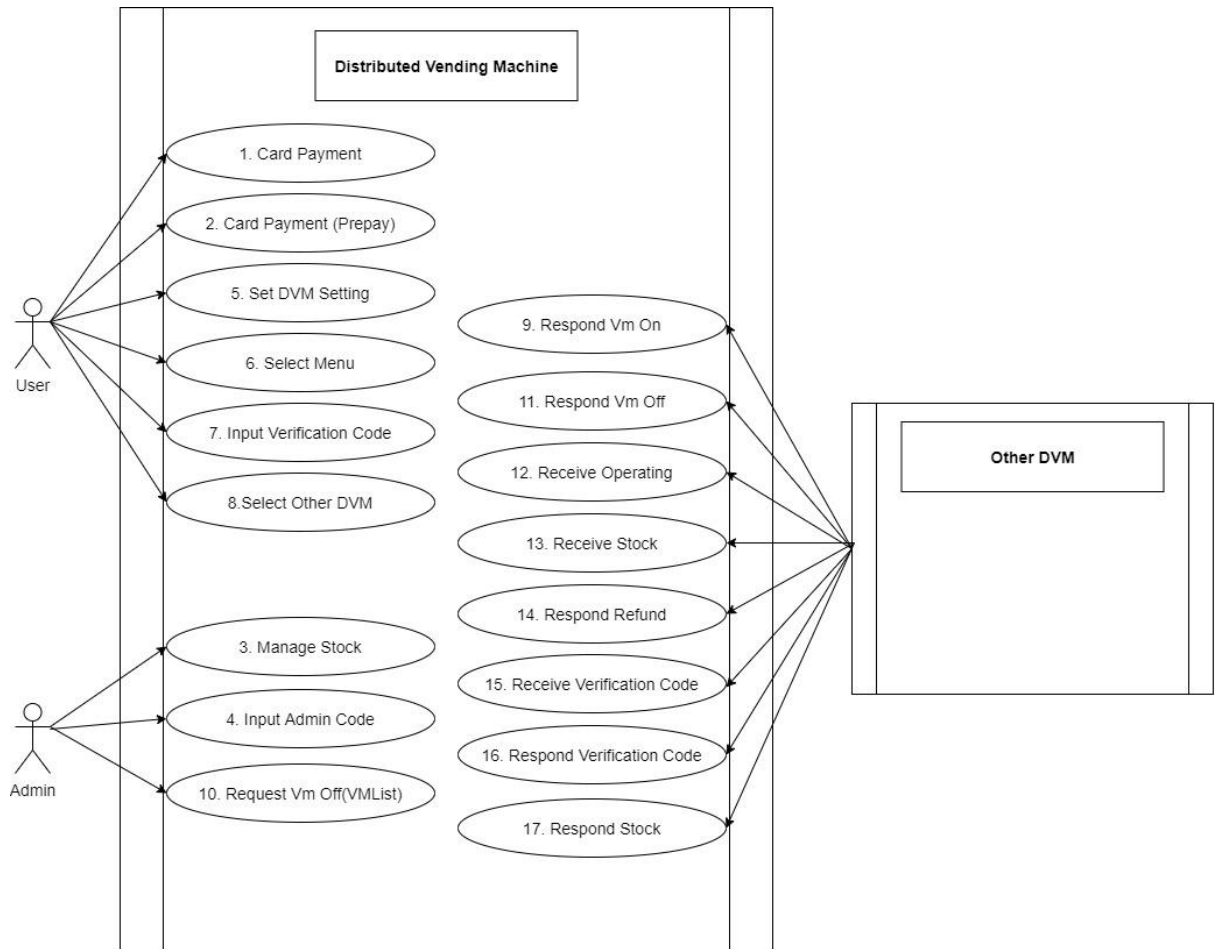 Distributed Vending Machine
1. Card Payment
2. Card Payment (Prepay)
5. Set DVM Setting
6. Select Menu
7. Input Verification Code
8.Select Other DVM
User
3. Manage Stock
4. Input Admin Code
10. Request Vm Off(VMList)
Admin
9. Respond Vm On
11. Respond Vm Off
12. Receive Operating
13. Receive Stock
14. Respond Refund
15. Receive Verification Code
16. Respond Verification Code
17. Respond Stock
Other DVM